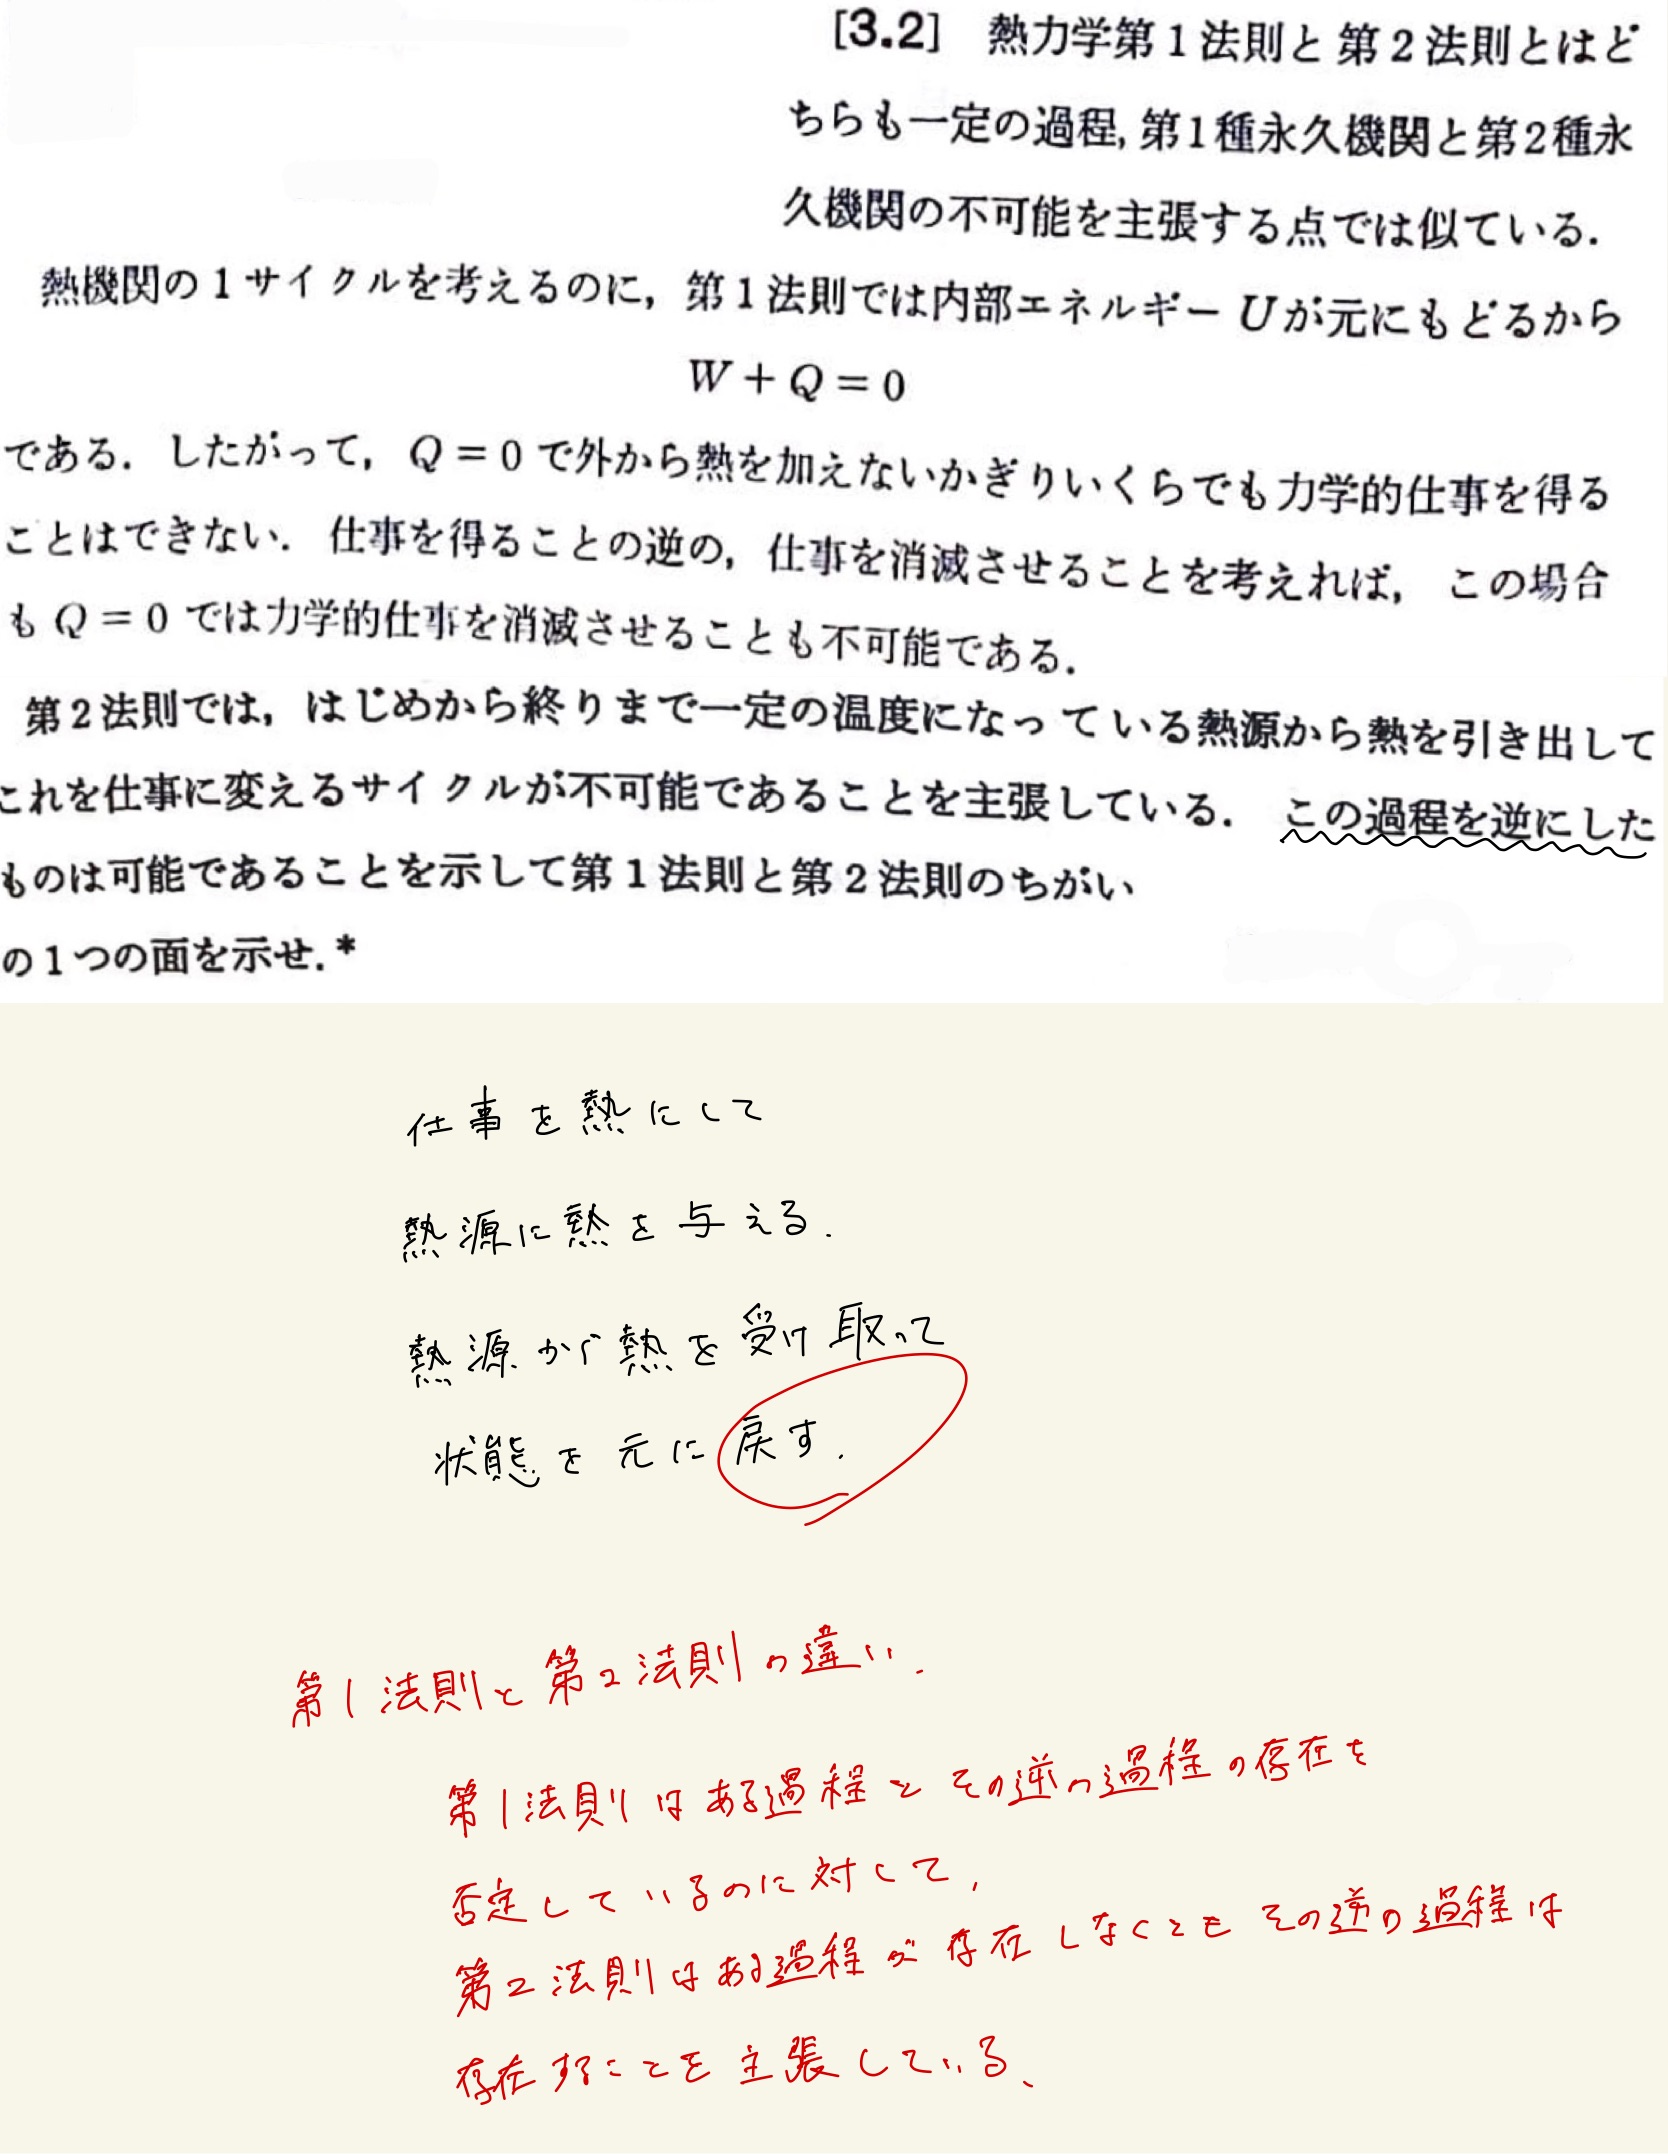 [3.2] 熱力学第1法則と第2法則とはど
ちらも一定の過程,第1種永久機関と第2種永
久機関の不可能を主張する点では似ている.
熱機関の1サイクルを考えるのに,第1法則では内部エネルギー Uが元にもどるから
W + Q = 0
である.したがって,Q = 0 で外から熱を加えないかぎりいくらでも力学的仕事を得る
ことはできない.仕事を得ることの逆の,仕事を消滅させることを考えれば,この場合
も Q = 0 では力学的仕事を消滅させることも不可能である.
第2法則では,はじめから終りまで一定の温度になっている熱源から熱を引き出して
これを仕事に変えるサイクルが不可能であることを主張している.この過程を逆にした
ものは可能であることを示して第1法則と第2法則のちがい
の1つの面を示せ.*
仕事を熱にして
熱源に熱を与える.
熱源から熱を受け取って
状態を元に戻す.
第1法則と第2法則の違い.
第1法則はある過程とその逆の過程の存在を
否定しているのに対して,
第2法則はある過程が存在しなくともその逆の過程は
存在することを主張している、